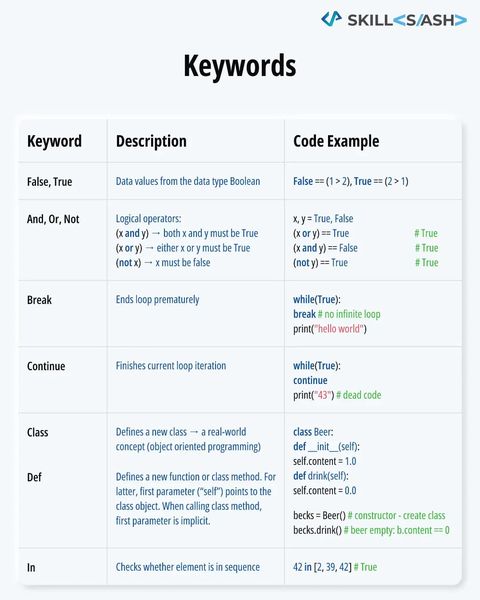 SKILL<S/ASH>
Keywords
Keyword Description Code Example
False, True Data values from the data type Boolean False == (1 > 2), True == (2 > 1)
And, Or, Not Logical operators: x, y = True, False
(x and y) → both x and y must be True (x or y) == True # True
(x or y) → either x or y must be True (x and y) == False # True
(not x) → x must be false (not y) == True # True
Break Ends loop prematurely while(True):
break # no infinite loop
print("hello world")
Continue Finishes current loop iteration while(True):
continue
print("43") # dead code
Class Defines a new class → a real-world class Beer:
concept (object oriented programming) def __init__(self):
self.content = 1.0
Def Defines a new function or class method. For def drink(self):
latter, first parameter ("self") points to the self.content = 0.0
class object. When calling class method,
first parameter is implicit. becks = Beer() # constructor - create class
becks.drink() # beer empty: b.content == 0
In Checks whether element is in sequence 42 in [2, 39, 42] # True